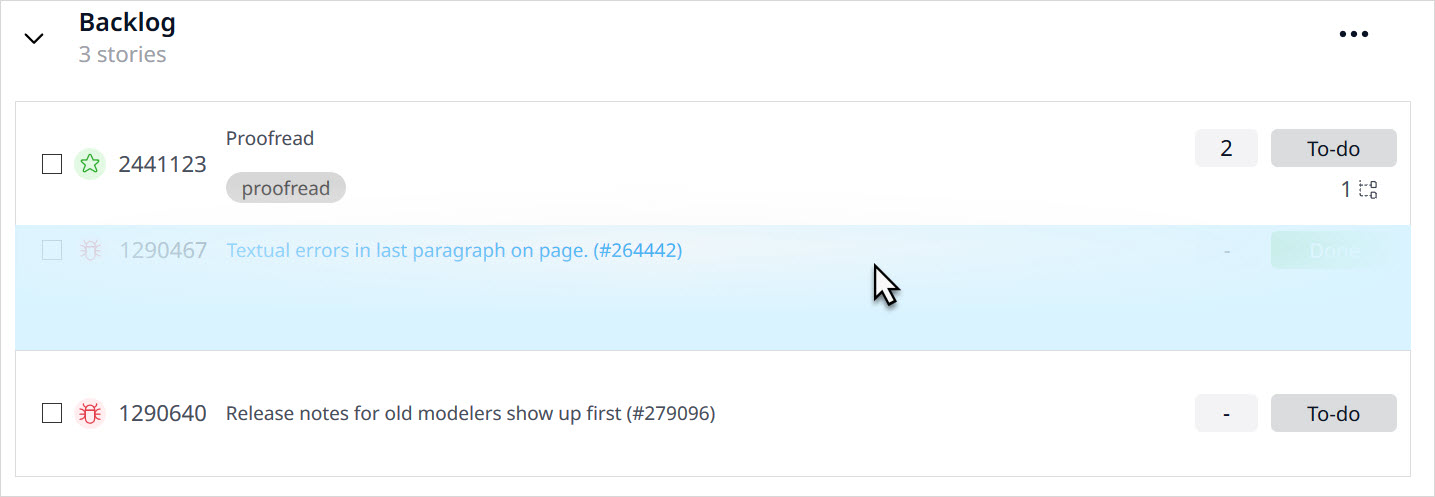 Backlog
3 stories
2441123 Proofread 2 To-do
proofread 1
1290467 Textual errors in last paragraph on page. (#264442) - Done
1290640 Release notes for old modelers show up first (#279096) - To-do